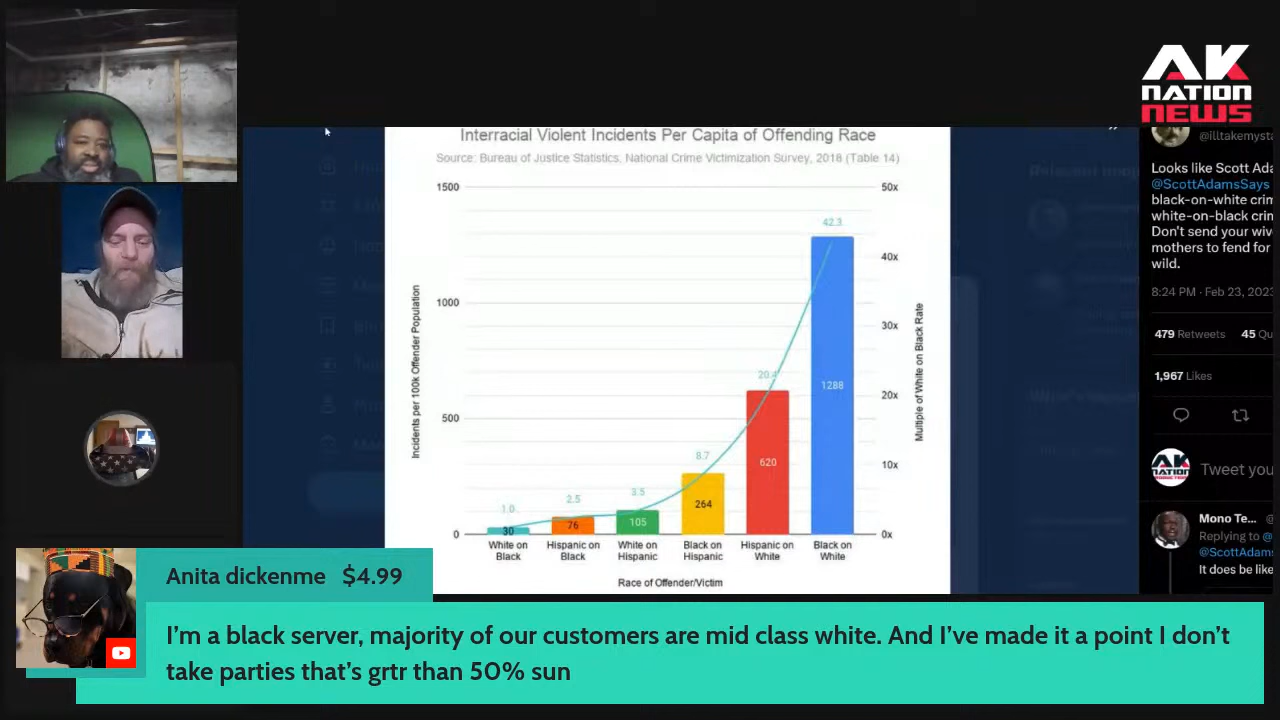 AK
NATION
NEWS
Interracial Violent Incidents Per Capita of Offending Race
Source: Bureau of Justice Statistics, National Crime Victimization Survey, 2018 (Table 14)
1500
1000
500
0
Incidents per 100k Offender Population
50x
40x
30x
20x
10x
0x
Multiple of White on Black Rate
1.0
2.5
3.5
8.7
20.4
42.3
30
76
105
264
620
1288
White on Black
Hispanic on Black
White on Hispanic
Black on Hispanic
Hispanic on White
Black on White
Race of Offender/Victim
@illtakemysta
Looks like Scott Ada
@ScottAdamsSays
black-on-white crim
white-on-black crim
Don't send your wive
mothers to fend for
wild.
8:24 PM · Feb 23, 2023
479 Retweets 45 Qu
1,967 Likes
AK
NATION
Tweet you
Mono Te...
Replying to @
@ScottAdams
It does be like
Anita dickenme $4.99
I'm a black server, majority of our customers are mid class white. And I've made it a point I don't
take parties that's grtr than 50% sun